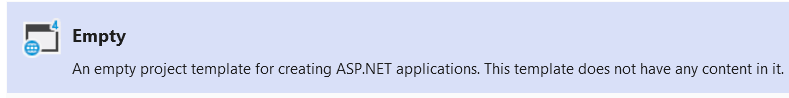 4
Empty
An empty project template for creating ASP.NET applications. This template does not have any content in it.